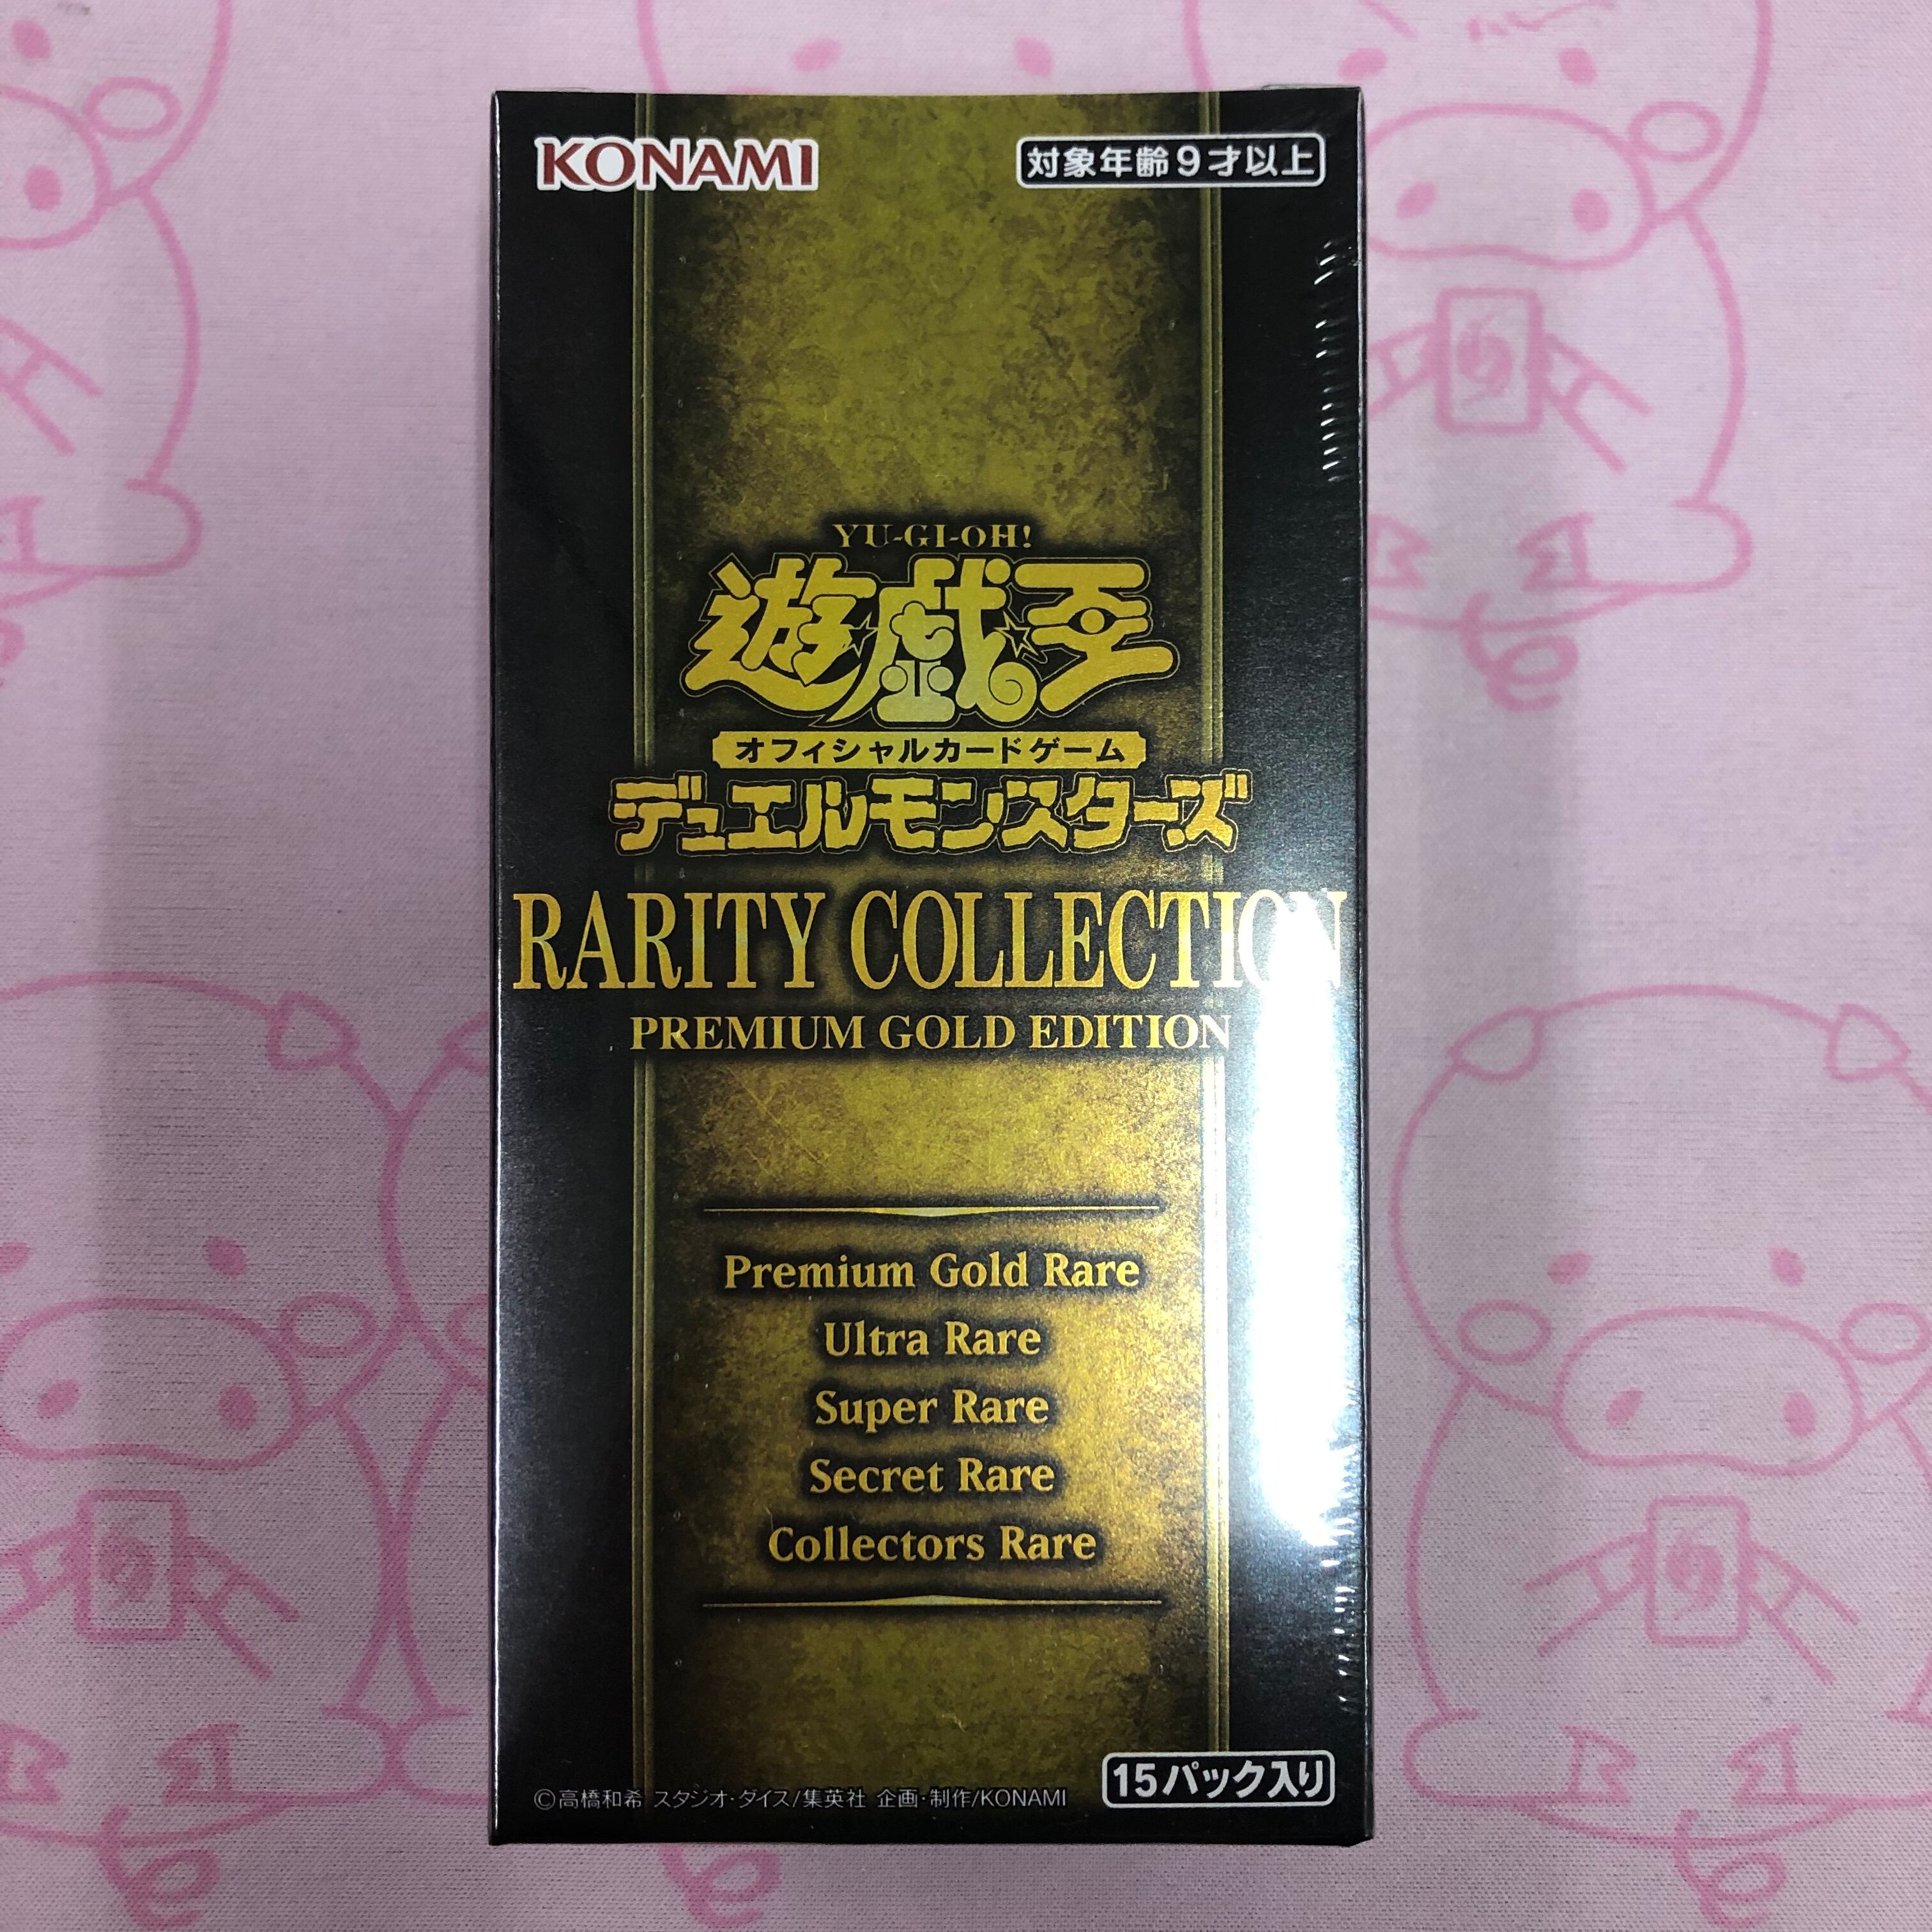 KONAMI
対象年齢9才以上
YU-GI-OH!
遊戯王
オフィシャルカードゲーム
デュエルモンスターズ
RARITY COLLECTION
PREMIUM GOLD EDITION
Premium Gold Rare
Ultra Rare
Super Rare
Secret Rare
Collectors Rare
15パック入り
©高橋和希 スタジオ・ダイス/集英社 企画・制作/KONAMI